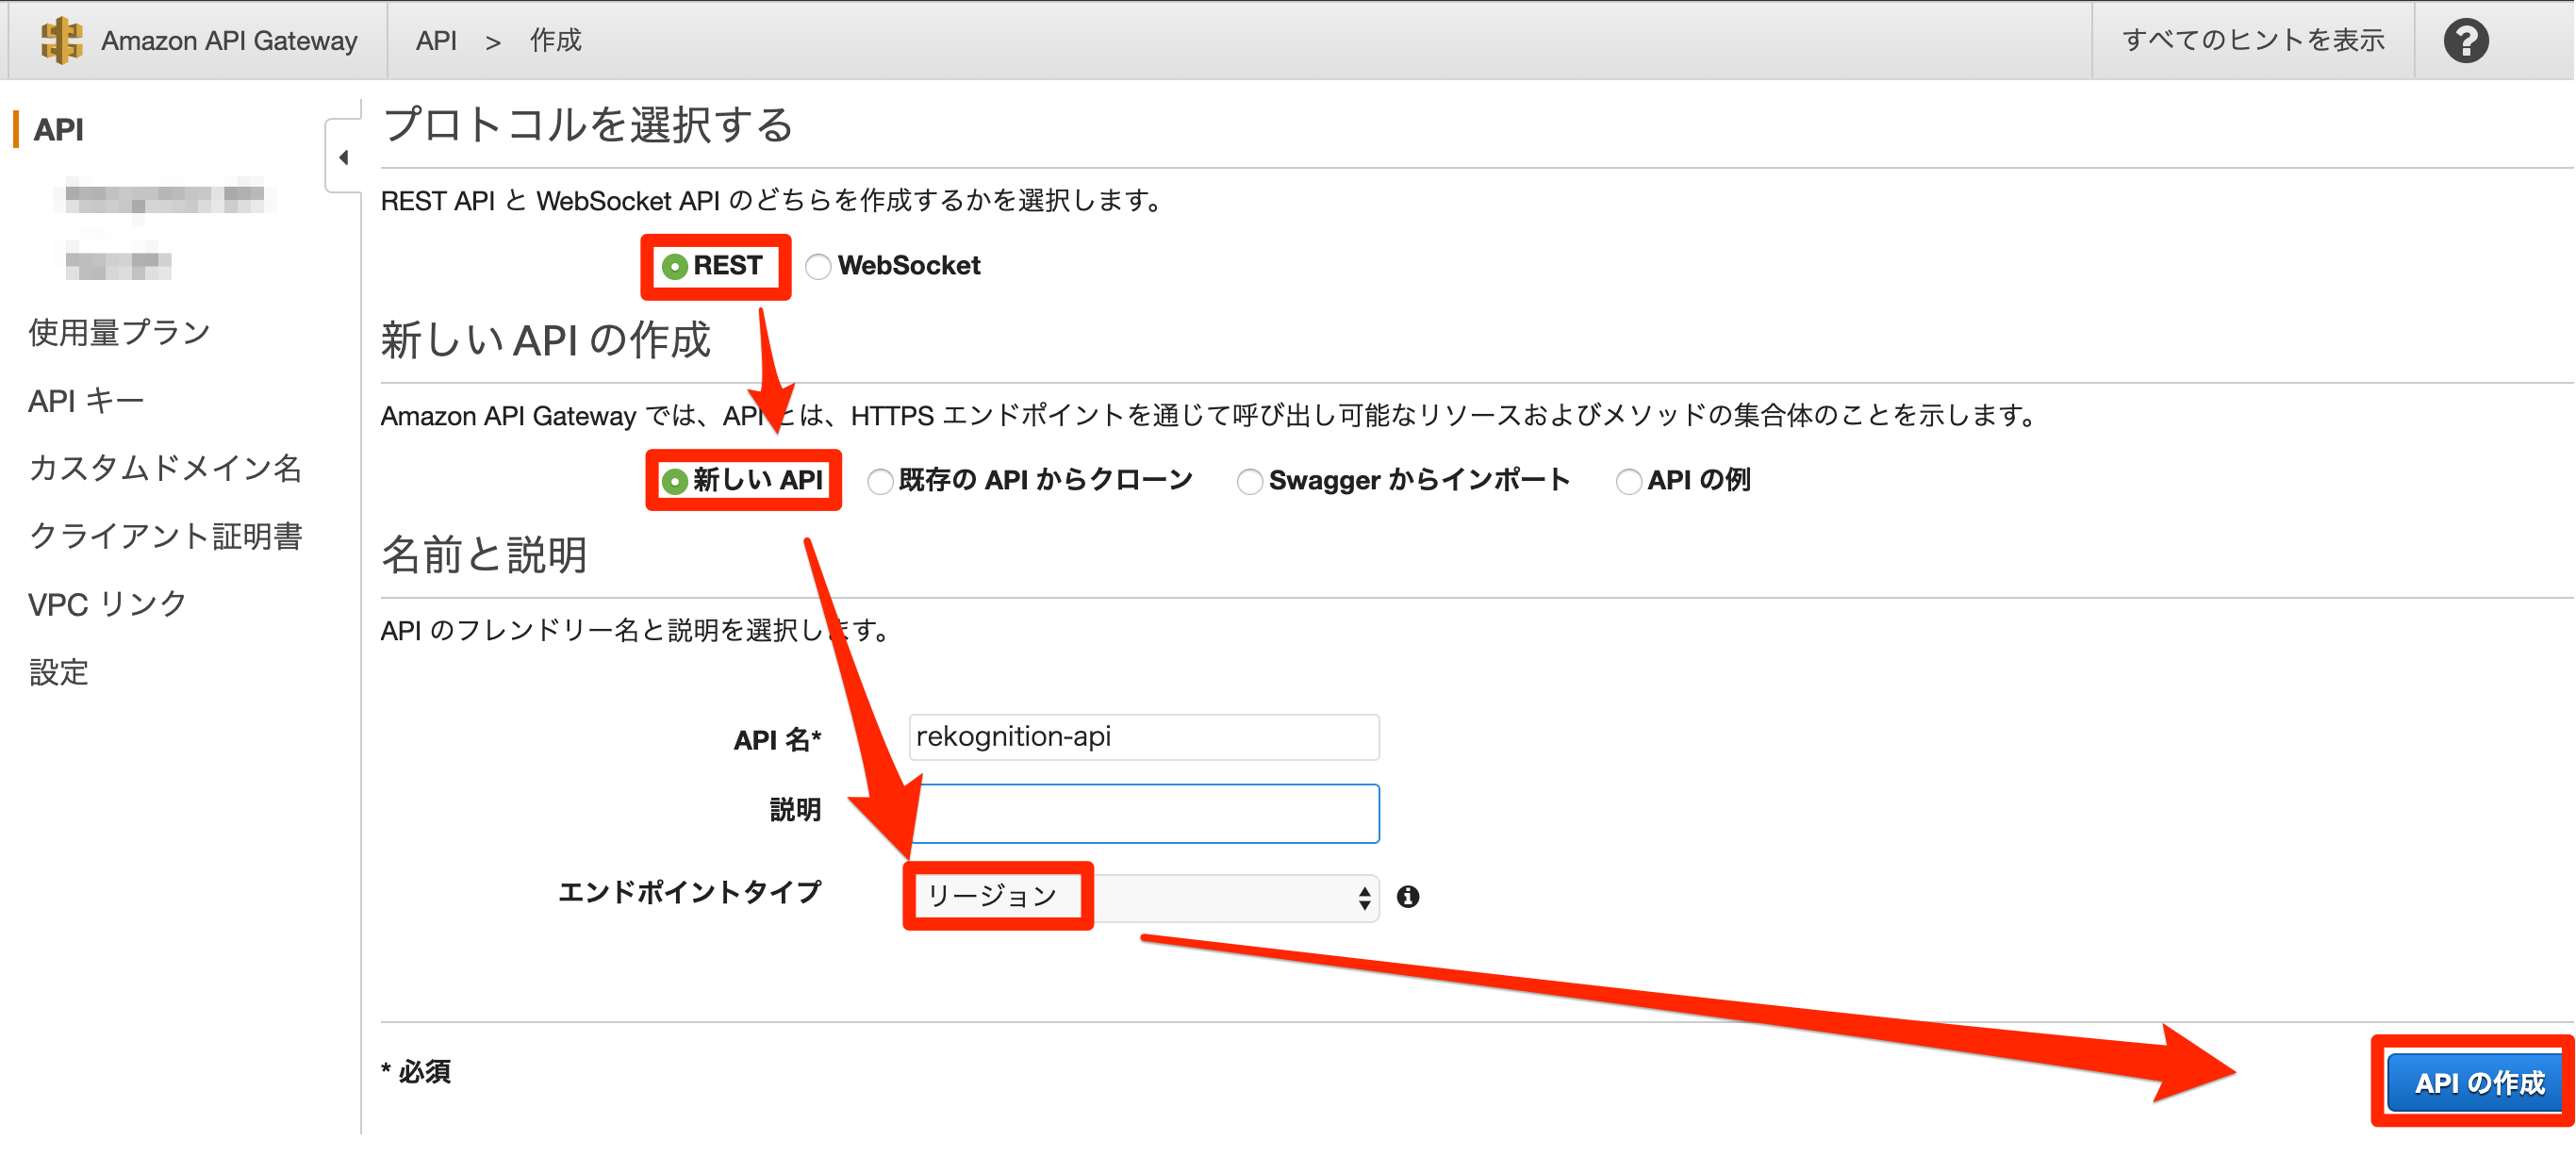 Amazon API Gateway
API > 作成
すべてのヒントを表示
?
API
使用量プラン
API キー
カスタムドメイン名
クライアント証明書
VPC リンク
設定
プロトコルを選択する
REST API と WebSocket API のどちらを作成するかを選択します。
REST WebSocket
新しい API の作成
Amazon API Gateway では、API とは、HTTPS エンドポイントを通じて呼び出し可能なリソースおよびメソッドの集合体のことを示します。
新しい API 既存の API からクローン Swagger からインポート API の例
名前と説明
API のフレンドリー名と説明を選択します。
API 名* rekognition-api
説明
エンドポイントタイプ リージョン
* 必須
API の作成